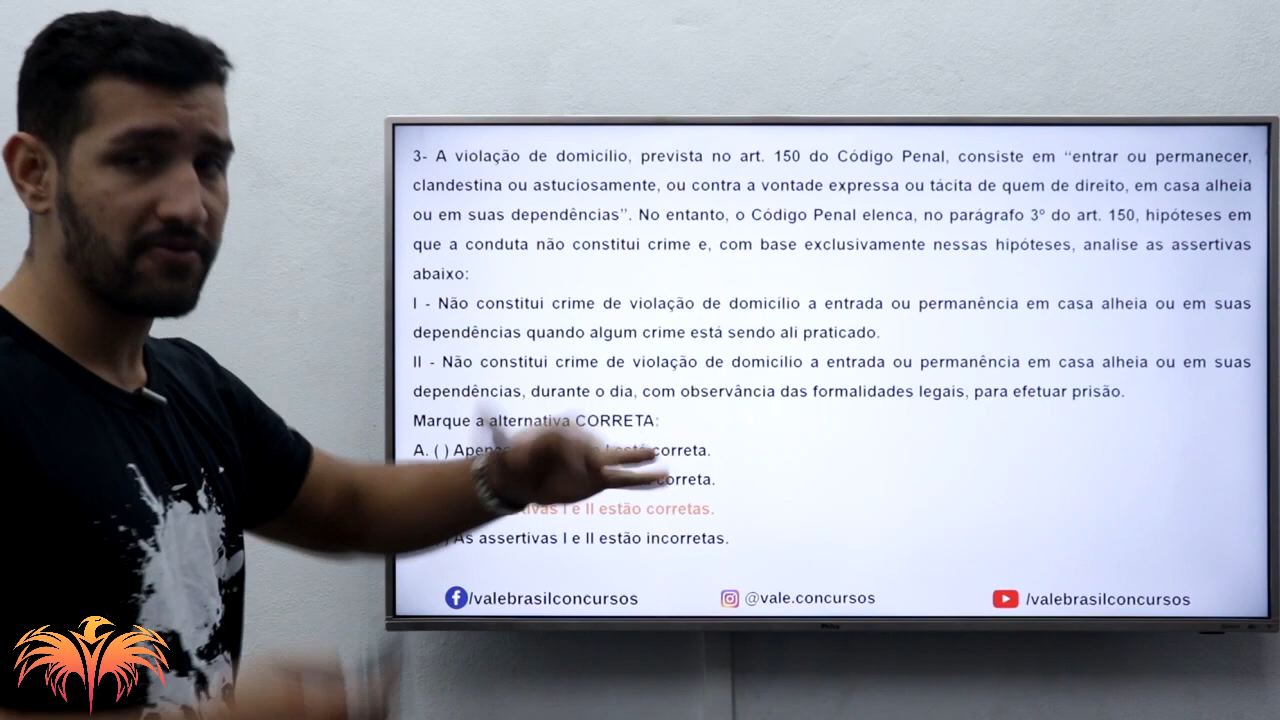 3- A violação de domicílio, prevista no art. 150 do Código Penal, consiste em “entrar ou permanecer,
clandestina ou astuciosamente, ou contra a vontade expressa ou tácita de quem de direito, em casa alheia
ou em suas dependências”. No entanto, o Código Penal elenca, no parágrafo 3º do art. 150, hipóteses em
que a conduta não constitui crime e, com base exclusivamente nessas hipóteses, analise as assertivas
abaixo:
I - Não constitui crime de violação de domicílio a entrada ou permanência em casa alheia ou em suas
dependências quando algum crime está sendo ali praticado.
II - Não constitui crime de violação de domicílio a entrada ou permanência em casa alheia ou em suas
dependências, durante o dia, com observância das formalidades legais, para efetuar prisão.
Marque a alternativa CORRETA:
A. ( ) I está correta.
correta.
I e II estão corretas.
As assertivas I e II estão incorretas.
/valebrasilconcursos
@vale.concursos
/valebrasilconcursos
Philco